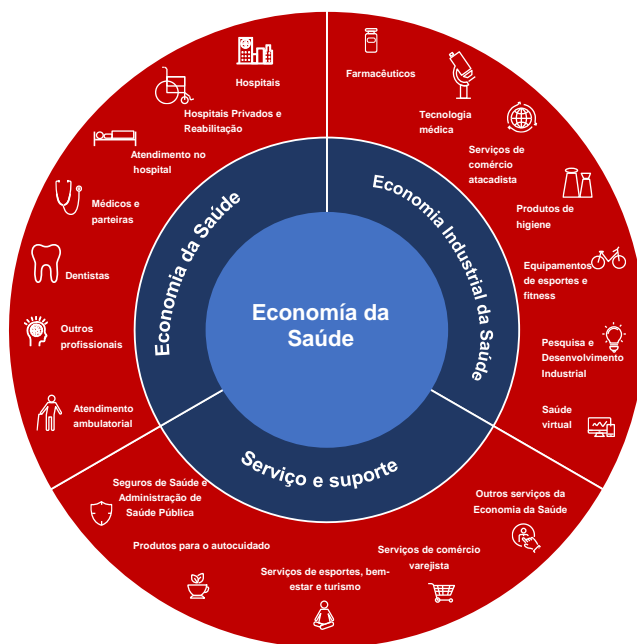 Economía da
Saúde
Economia da Saúde
Hospitais
Hospitais Privados e
Reabilitação
Atendimento no
hospital
Médicos e
parteiras
Dentistas
Outros
profissionais
Atendimento
ambulatorial
Economia Industrial da Saúde
Farmacêuticos
Tecnologia
médica
Serviços de
comércio
atacadista
Produtos de
higiene
Equipamentos
de esportes e
fitness
Pesquisa e
Desenvolvimento
Industrial
Saúde
virtual
Serviço e suporte
Seguros de Saúde e
Administração de
Saúde Pública
Produtos para o autocuidado
Serviços de esportes, bem-
estar e turismo
Serviços de comércio
varejista
Outros serviços da
Economia da Saúde